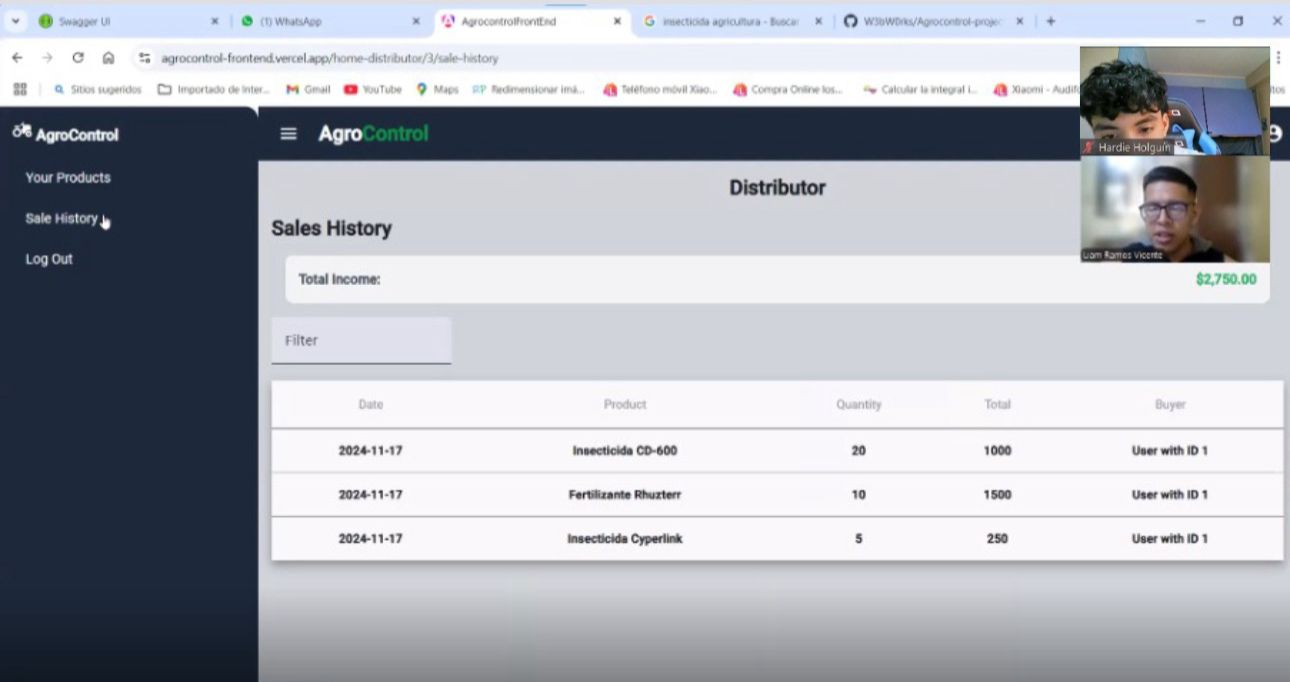 Swagger UI
(1) WhatsApp
AgrocontrolFrontEnd
insecticida agricultura - Buscar
W3bW0rks/Agrocontrol-projec
agrocontrol-frontend.vercel.app/home-distributor/3/sale-history
Sitios sugeridos
Importado de Inter...
Gmail
YouTube
Maps
Redimensionar imá...
Teléfono móvil Xiao...
Compra Online los...
Calcular la integral i...
Xiaomi - Audífo
AgroControl
Your Products
Sale History
Log Out
AgroControl
Hardie Holguín
Liam Ramos Vicente
Distributor
Sales History
Total Income:
$2,750.00
Filter
Date Product Quantity Total Buyer
2024-11-17 Insecticida CD-600 20 1000 User with ID 1
2024-11-17 Fertilizante Rhuzterr 10 1500 User with ID 1
2024-11-17 Insecticida Cyperlink 5 250 User with ID 1